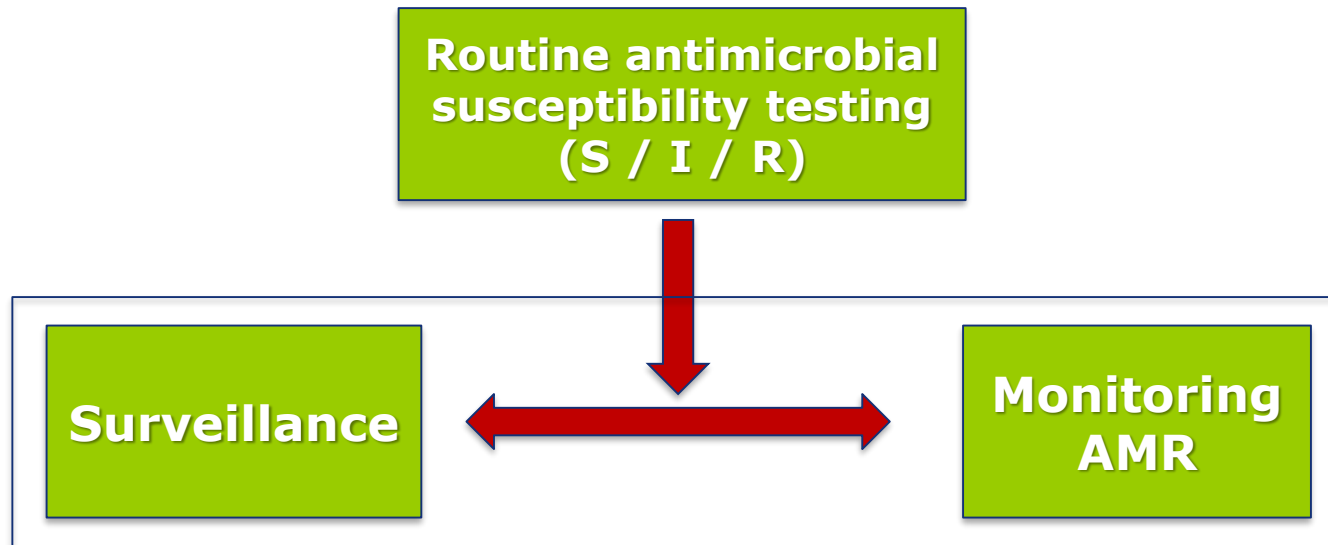 Routine antimicrobial
susceptibility testing
(S / I / R)
Surveillance
Monitoring
AMR